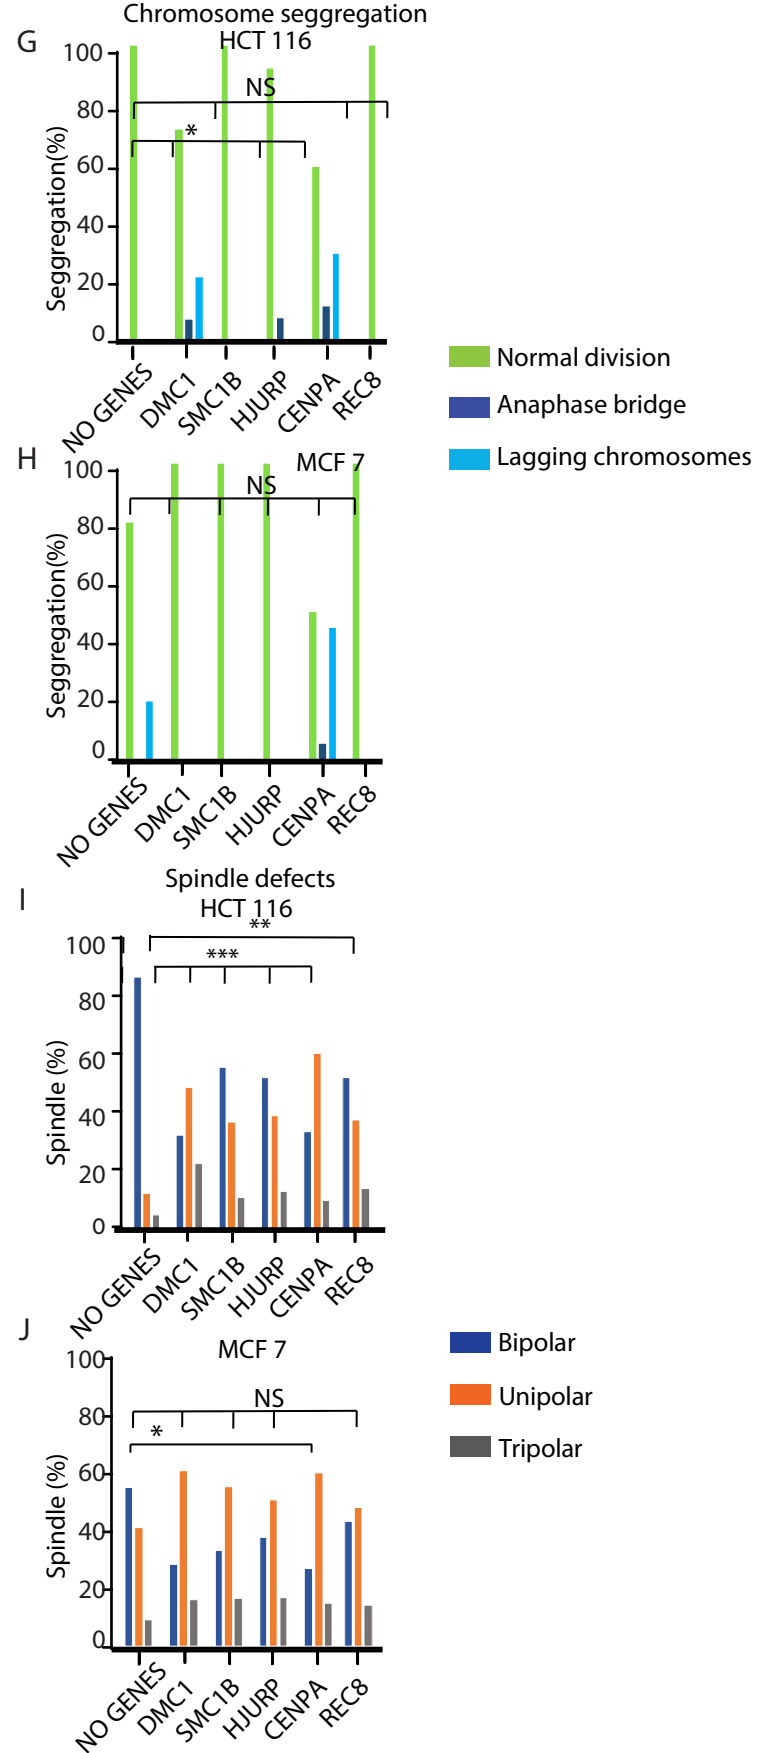 Chromosome seggregation
G
HCT 116
100
80
60
40
20
0
Seggregation(%)
NS
*
NO GENES
DMC1
SMC1B
HJURP
CENPA
REC8
Normal division
Anaphase bridge
Lagging chromosomes
H
MCF 7
100
80
60
40
20
0
Seggregation(%)
NS
NO GENES
DMC1
SMC1B
HJURP
CENPA
REC8
Spindle defects
I
HCT 116
**
***
100
80
60
40
20
0
Spindle (%)
NO GENES
DMC1
SMC1B
HJURP
CENPA
REC8
J
MCF 7
100
80
60
40
20
0
Spindle (%)
NS
*
NO GENES
DMC1
SMC1B
HJURP
CENPA
REC8
Bipolar
Unipolar
Tripolar